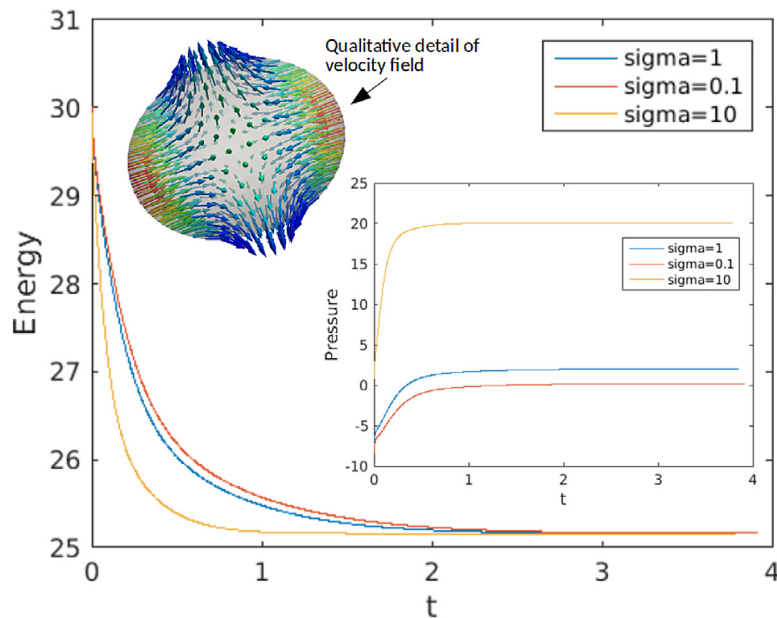 31
30
29
28
27
26
25
Energy
0
1
2
3
4
t
Qualitative detail of
velocity field
sigma=1
sigma=0.1
sigma=10
25
20
15
10
5
0
-5
-10
Pressure
0
1
2
3
4
t
sigma=1
sigma=0.1
sigma=10